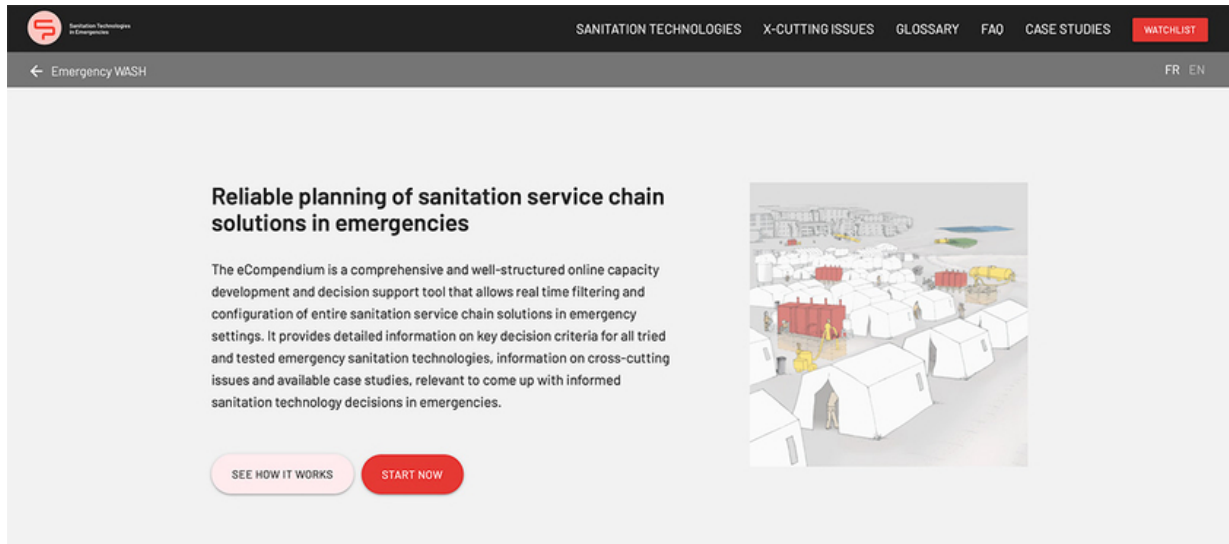 Sanitation Technologies
in Emergencies
SANITATION TECHNOLOGIES X-CUTTING ISSUES GLOSSARY FAQ CASE STUDIES WATCHLIST
← Emergency WASH FR EN
Reliable planning of sanitation service chain
solutions in emergencies
The eCompendium is a comprehensive and well-structured online capacity
development and decision support tool that allows real time filtering and
configuration of entire sanitation service chain solutions in emergency
settings. It provides detailed information on key decision criteria for all tried
and tested emergency sanitation technologies, information on cross-cutting
issues and available case studies, relevant to come up with informed
sanitation technology decisions in emergencies.
SEE HOW IT WORKS START NOW